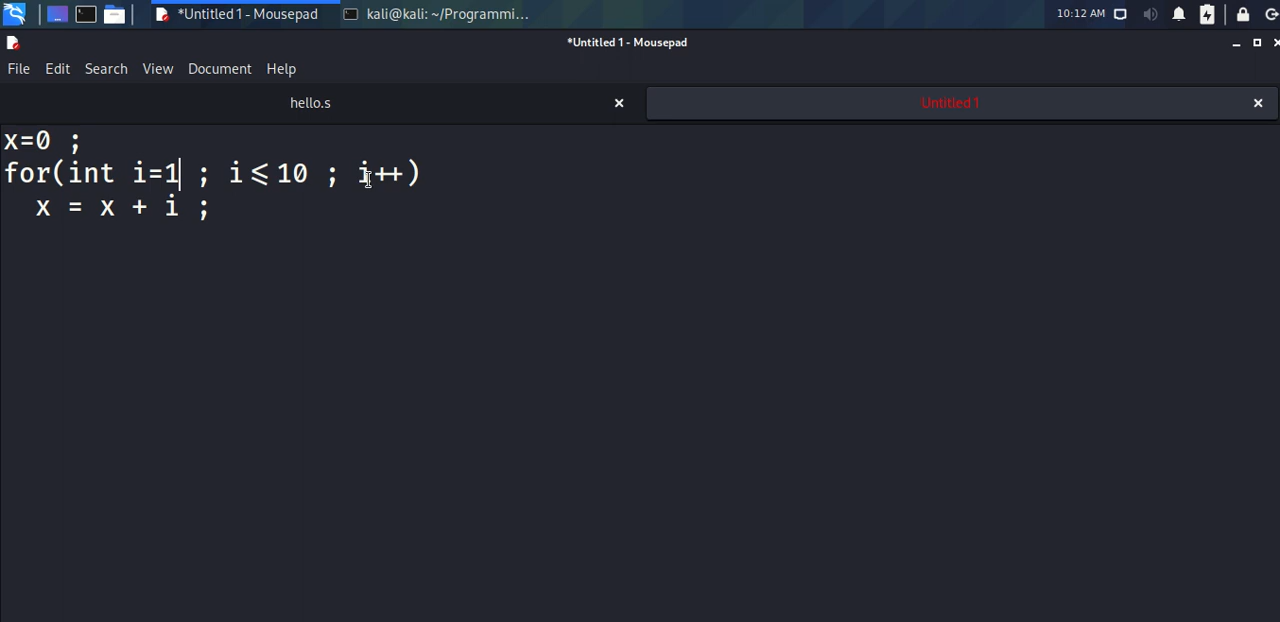 *Untitled 1 - Mousepad
kali@kali: ~/Programmi...
10:12 AM
*Untitled 1 - Mousepad
File Edit Search View Document Help
hello.s
Untitled 1
x=0 ;
for(int i=1 ; i<=10 ; i++)
x = x + i ;